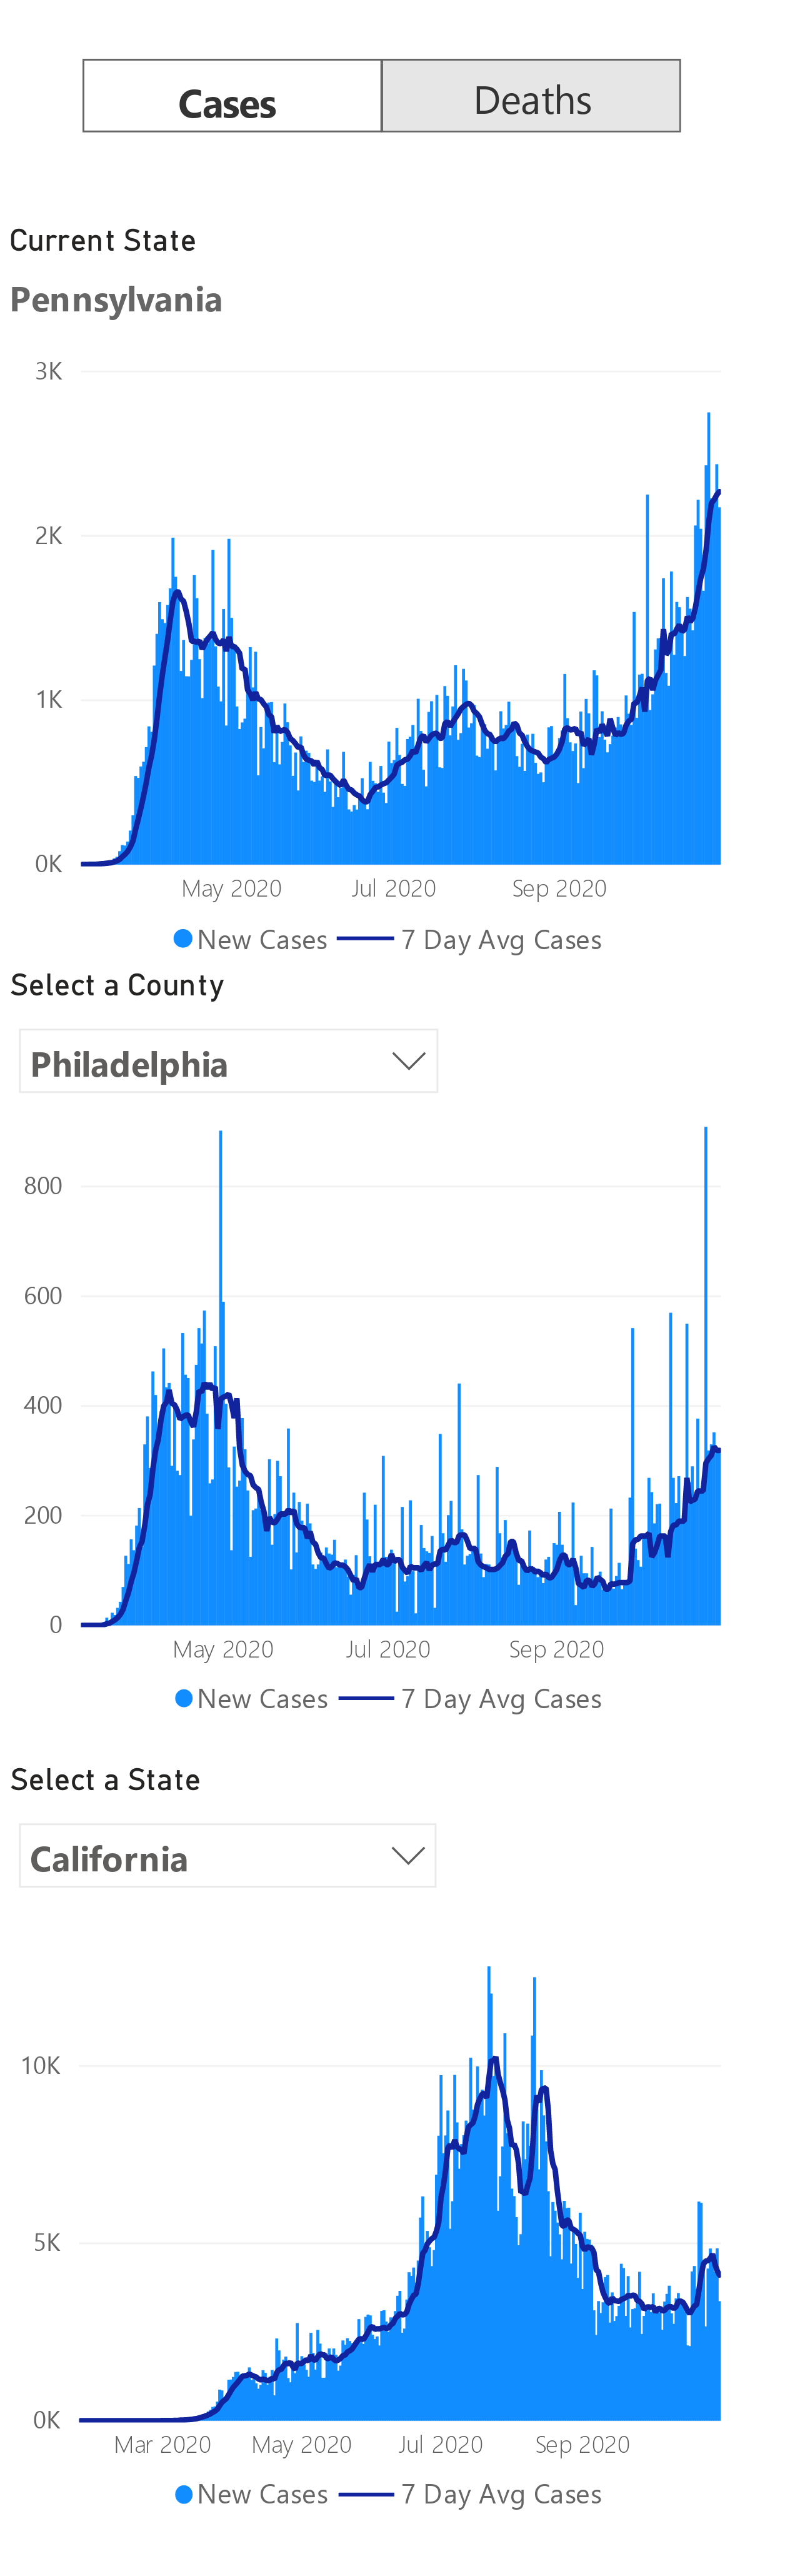 Cases Deaths
Current State
Pennsylvania
3K
2K
1K
0K
May 2020 Jul 2020 Sep 2020
New Cases 7 Day Avg Cases
Select a County
Philadelphia
800
600
400
200
0
May 2020 Jul 2020 Sep 2020
New Cases 7 Day Avg Cases
Select a State
California
10K
5K
0K
Mar 2020 May 2020 Jul 2020 Sep 2020
New Cases 7 Day Avg Cases